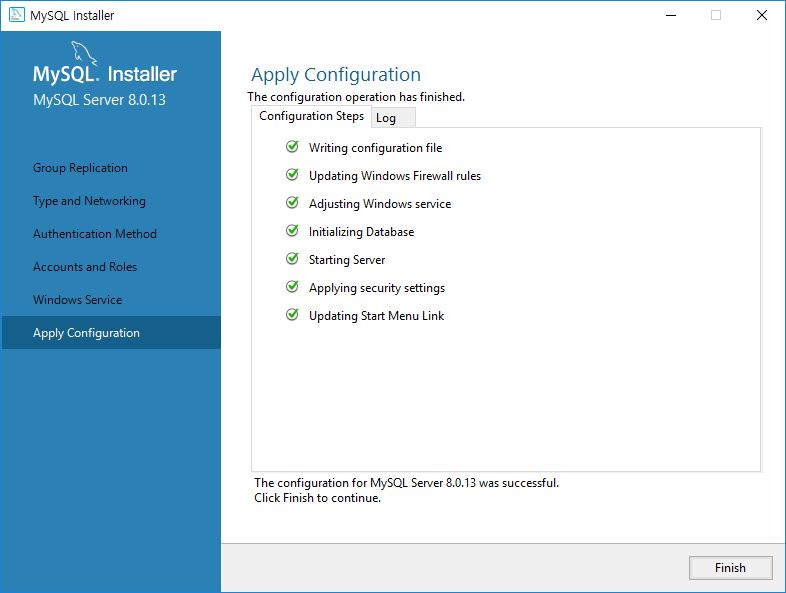 MySQL Installer
MySQL. Installer
MySQL Server 8.0.13
Group Replication
Type and Networking
Authentication Method
Accounts and Roles
Windows Service
Apply Configuration
Apply Configuration
The configuration operation has finished.
Configuration Steps Log
Writing configuration file
Updating Windows Firewall rules
Adjusting Windows service
Initializing Database
Starting Server
Applying security settings
Updating Start Menu Link
The configuration for MySQL Server 8.0.13 was successful.
Click Finish to continue.
Finish